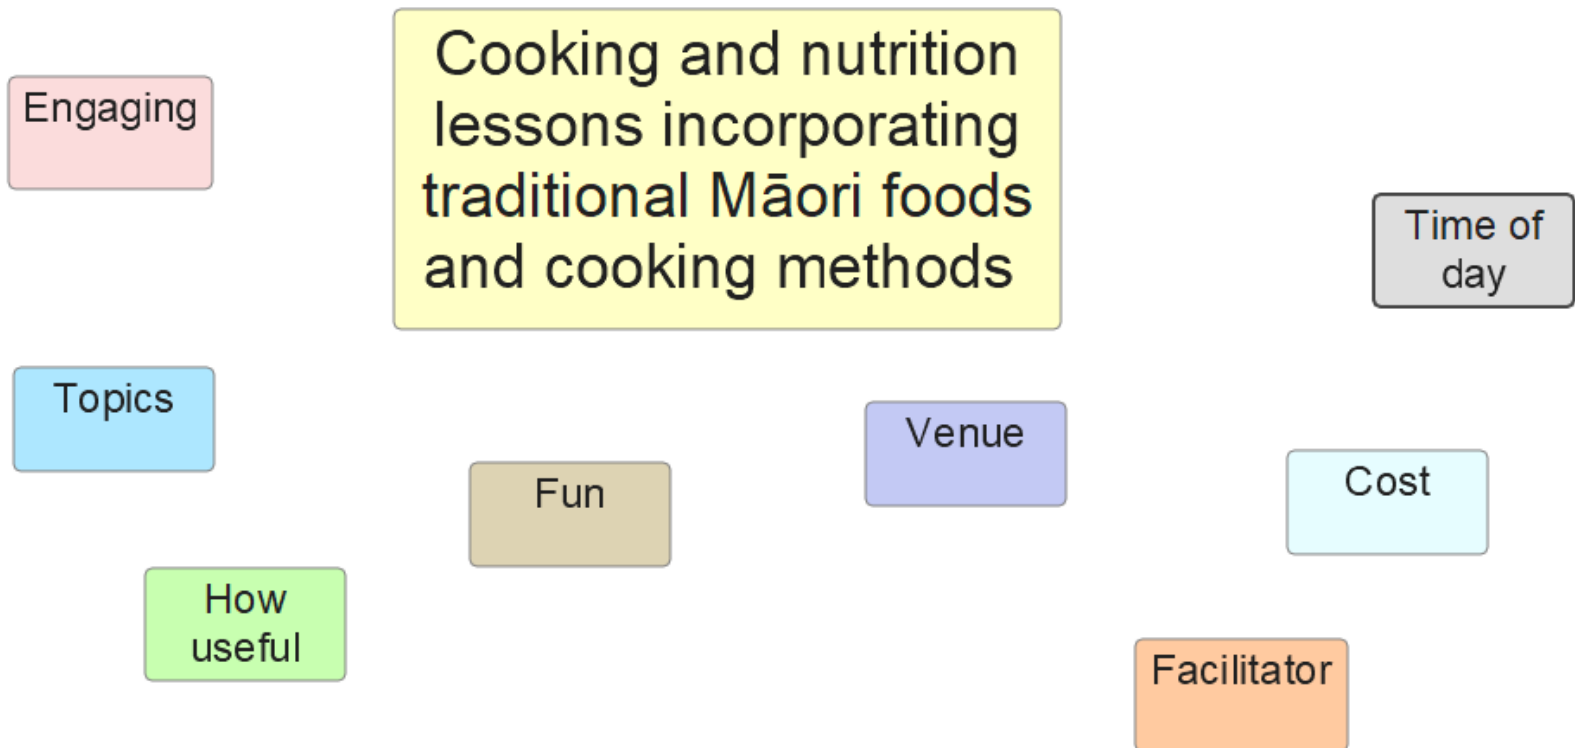 Cooking and nutrition
lessons incorporating
traditional Māori foods
and cooking methods
Engaging
Time of
day
Topics
Venue
Cost
Fun
How
useful
Facilitator